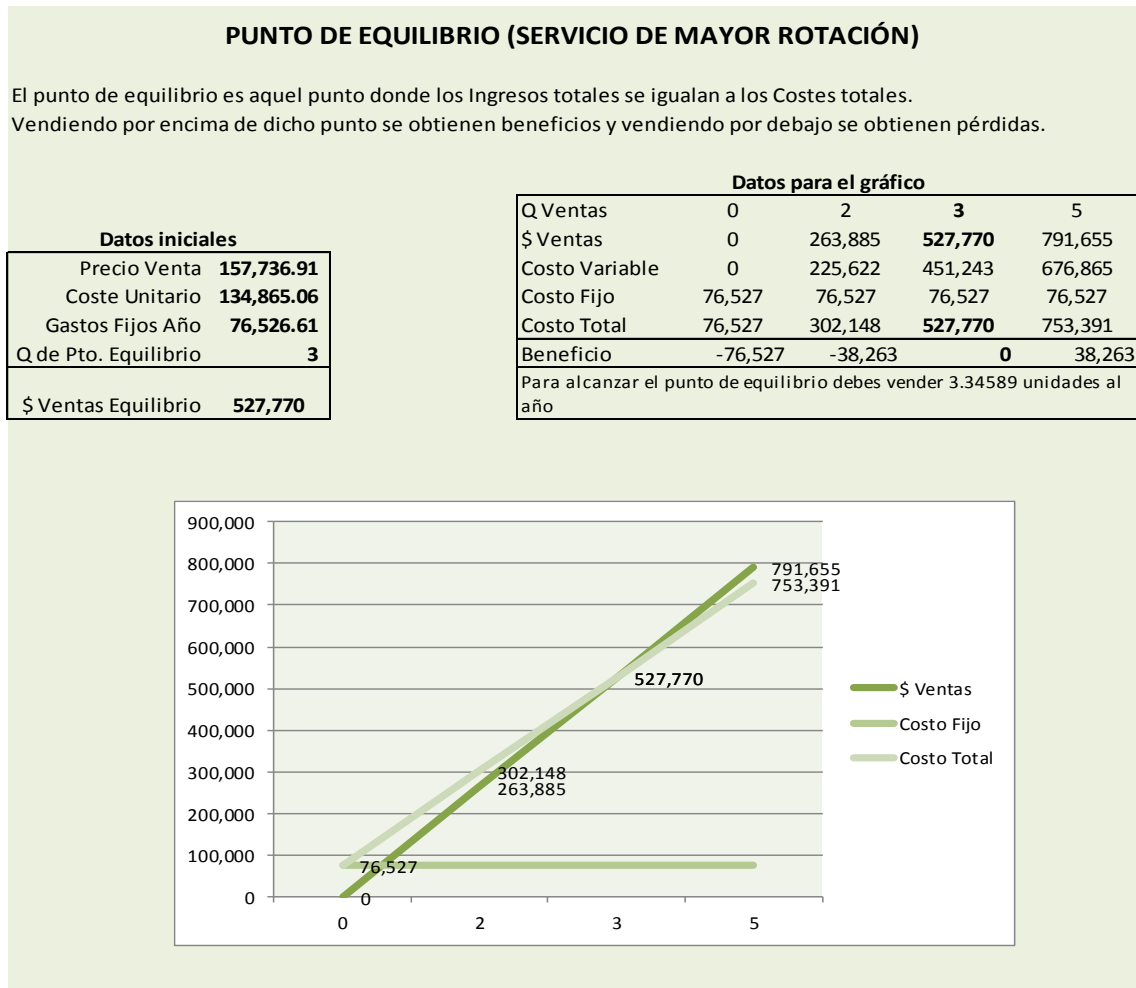 PUNTO DE EQUILIBRIO (SERVICIO DE MAYOR ROTACIÓN)
El punto de equilibrio es aquel punto donde los Ingresos totales se igualan a los Costes totales.
Vendiendo por encima de dicho punto se obtienen beneficios y vendiendo por debajo se obtienen pérdidas.
Datos iniciales
Precio Venta 157,736.91
Coste Unitario 134,865.06
Gastos Fijos Año 76,526.61
Q de Pto. Equilibrio 3
$ Ventas Equilibrio 527,770
Datos para el gráfico
Q Ventas 0 2 3 5
$ Ventas 0 263,885 527,770 791,655
Costo Variable 0 225,622 451,243 676,865
Costo Fijo 76,527 76,527 76,527 76,527
Costo Total 76,527 302,148 527,770 753,391
Beneficio -76,527 -38,263 0 38,263
Para alcanzar el punto de equilibrio debes vender 3.34589 unidades al
año
900,000
800,000
700,000
600,000
500,000
400,000
300,000
200,000
100,000
0
791,655
753,391
527,770
302,148
263,885
76,527
0
0 2 3 5
$ Ventas
Costo Fijo
Costo Total